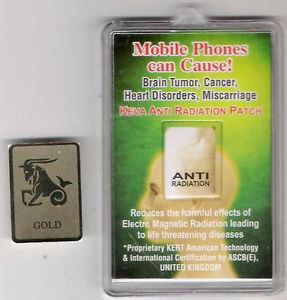 Mobile Phones
can Cause!
Brain Tumor, Cancer,
Heart Disorders, Miscarriage
KEVA ANTI RADIATION PATCH
ANTI
RADIATION
GOLD
Reduces the harmful effects of
Electro Magnetic Radiation leading
to life threatening diseases
*Proprietary KERT American Technology
& International Certification by ASCB(E),
UNITED KINGDOM